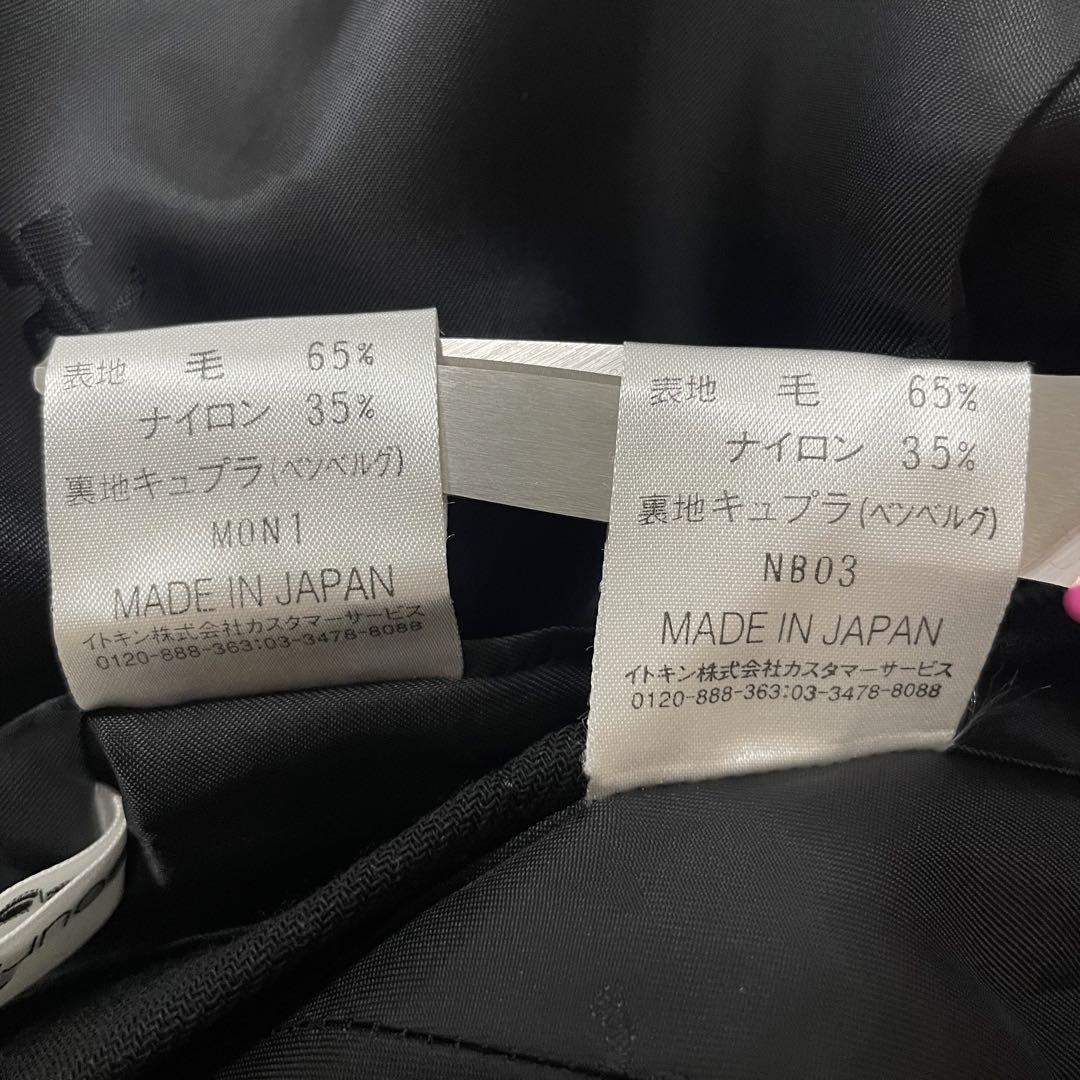 表地 毛 65%
ナイロン 35%
裏地キュプラ(ベンベルグ)
MON1
MADE IN JAPAN
イトキン株式会社カスタマーサービス
0120-888-363:03-3478-8088
表地 毛 65%
ナイロン 35%
裏地キュプラ(ベンベルグ)
NB03
MADE IN JAPAN
イトキン株式会社カスタマーサービス
0120-888-363:03-3478-8088